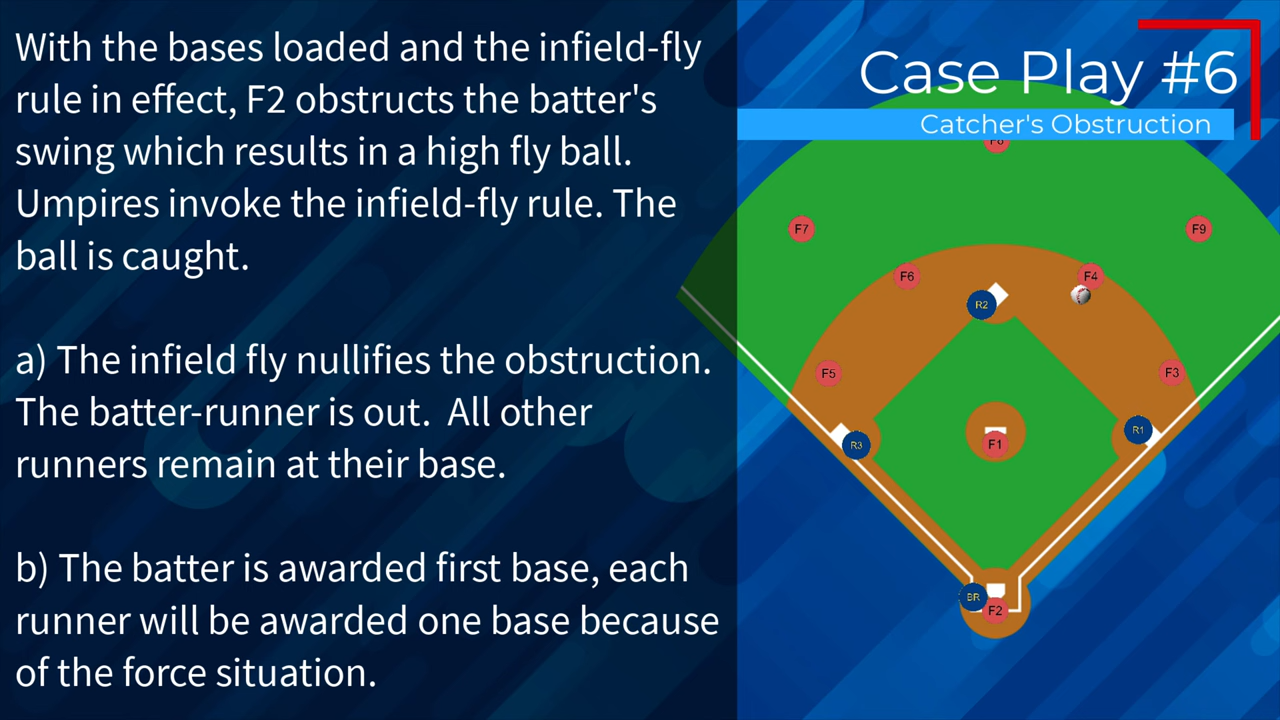 With the bases loaded and the infield-fly
rule in effect, F2 obstructs the batter's
swing which results in a high fly ball.
Umpires invoke the infield-fly rule. The
ball is caught.
a) The infield fly nullifies the obstruction.
The batter-runner is out. All other
runners remain at their base.
b) The batter is awarded first base, each
runner will be awarded one base because
of the force situation.
Case Play #6
Catcher's Obstruction
F8
F7
F9
F6
F4
R2
F5
F3
R3
F1
R1
BR
F2